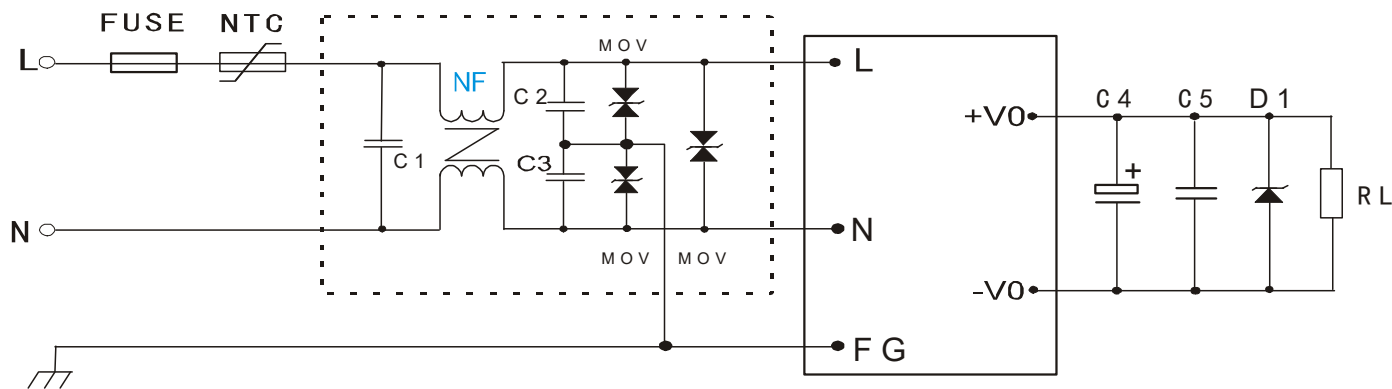 FUSE NTC
MOV
L
NF
L
C2
C4 C5 D1
+V0
C1
C3
+
RL
N
N
MOV MOV
-V0
FG